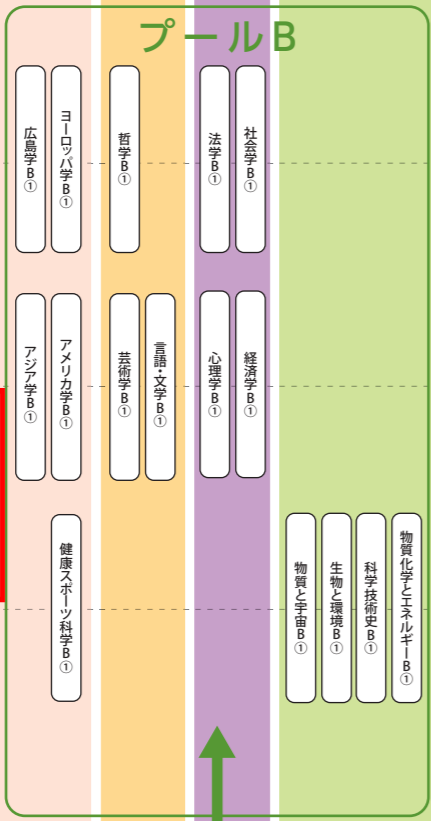 プールB
広島学B①
ヨーロッパ学B①
哲学B①
法学B①
社会学B①
アジア学B①
アメリカ学B①
芸術学B①
言語・文学B①
心理学B①
経済学B①
健康スポーツ科学B①
物質と宇宙B①
生物と環境B①
科学技術史B①
物質化学とエネルギーB①